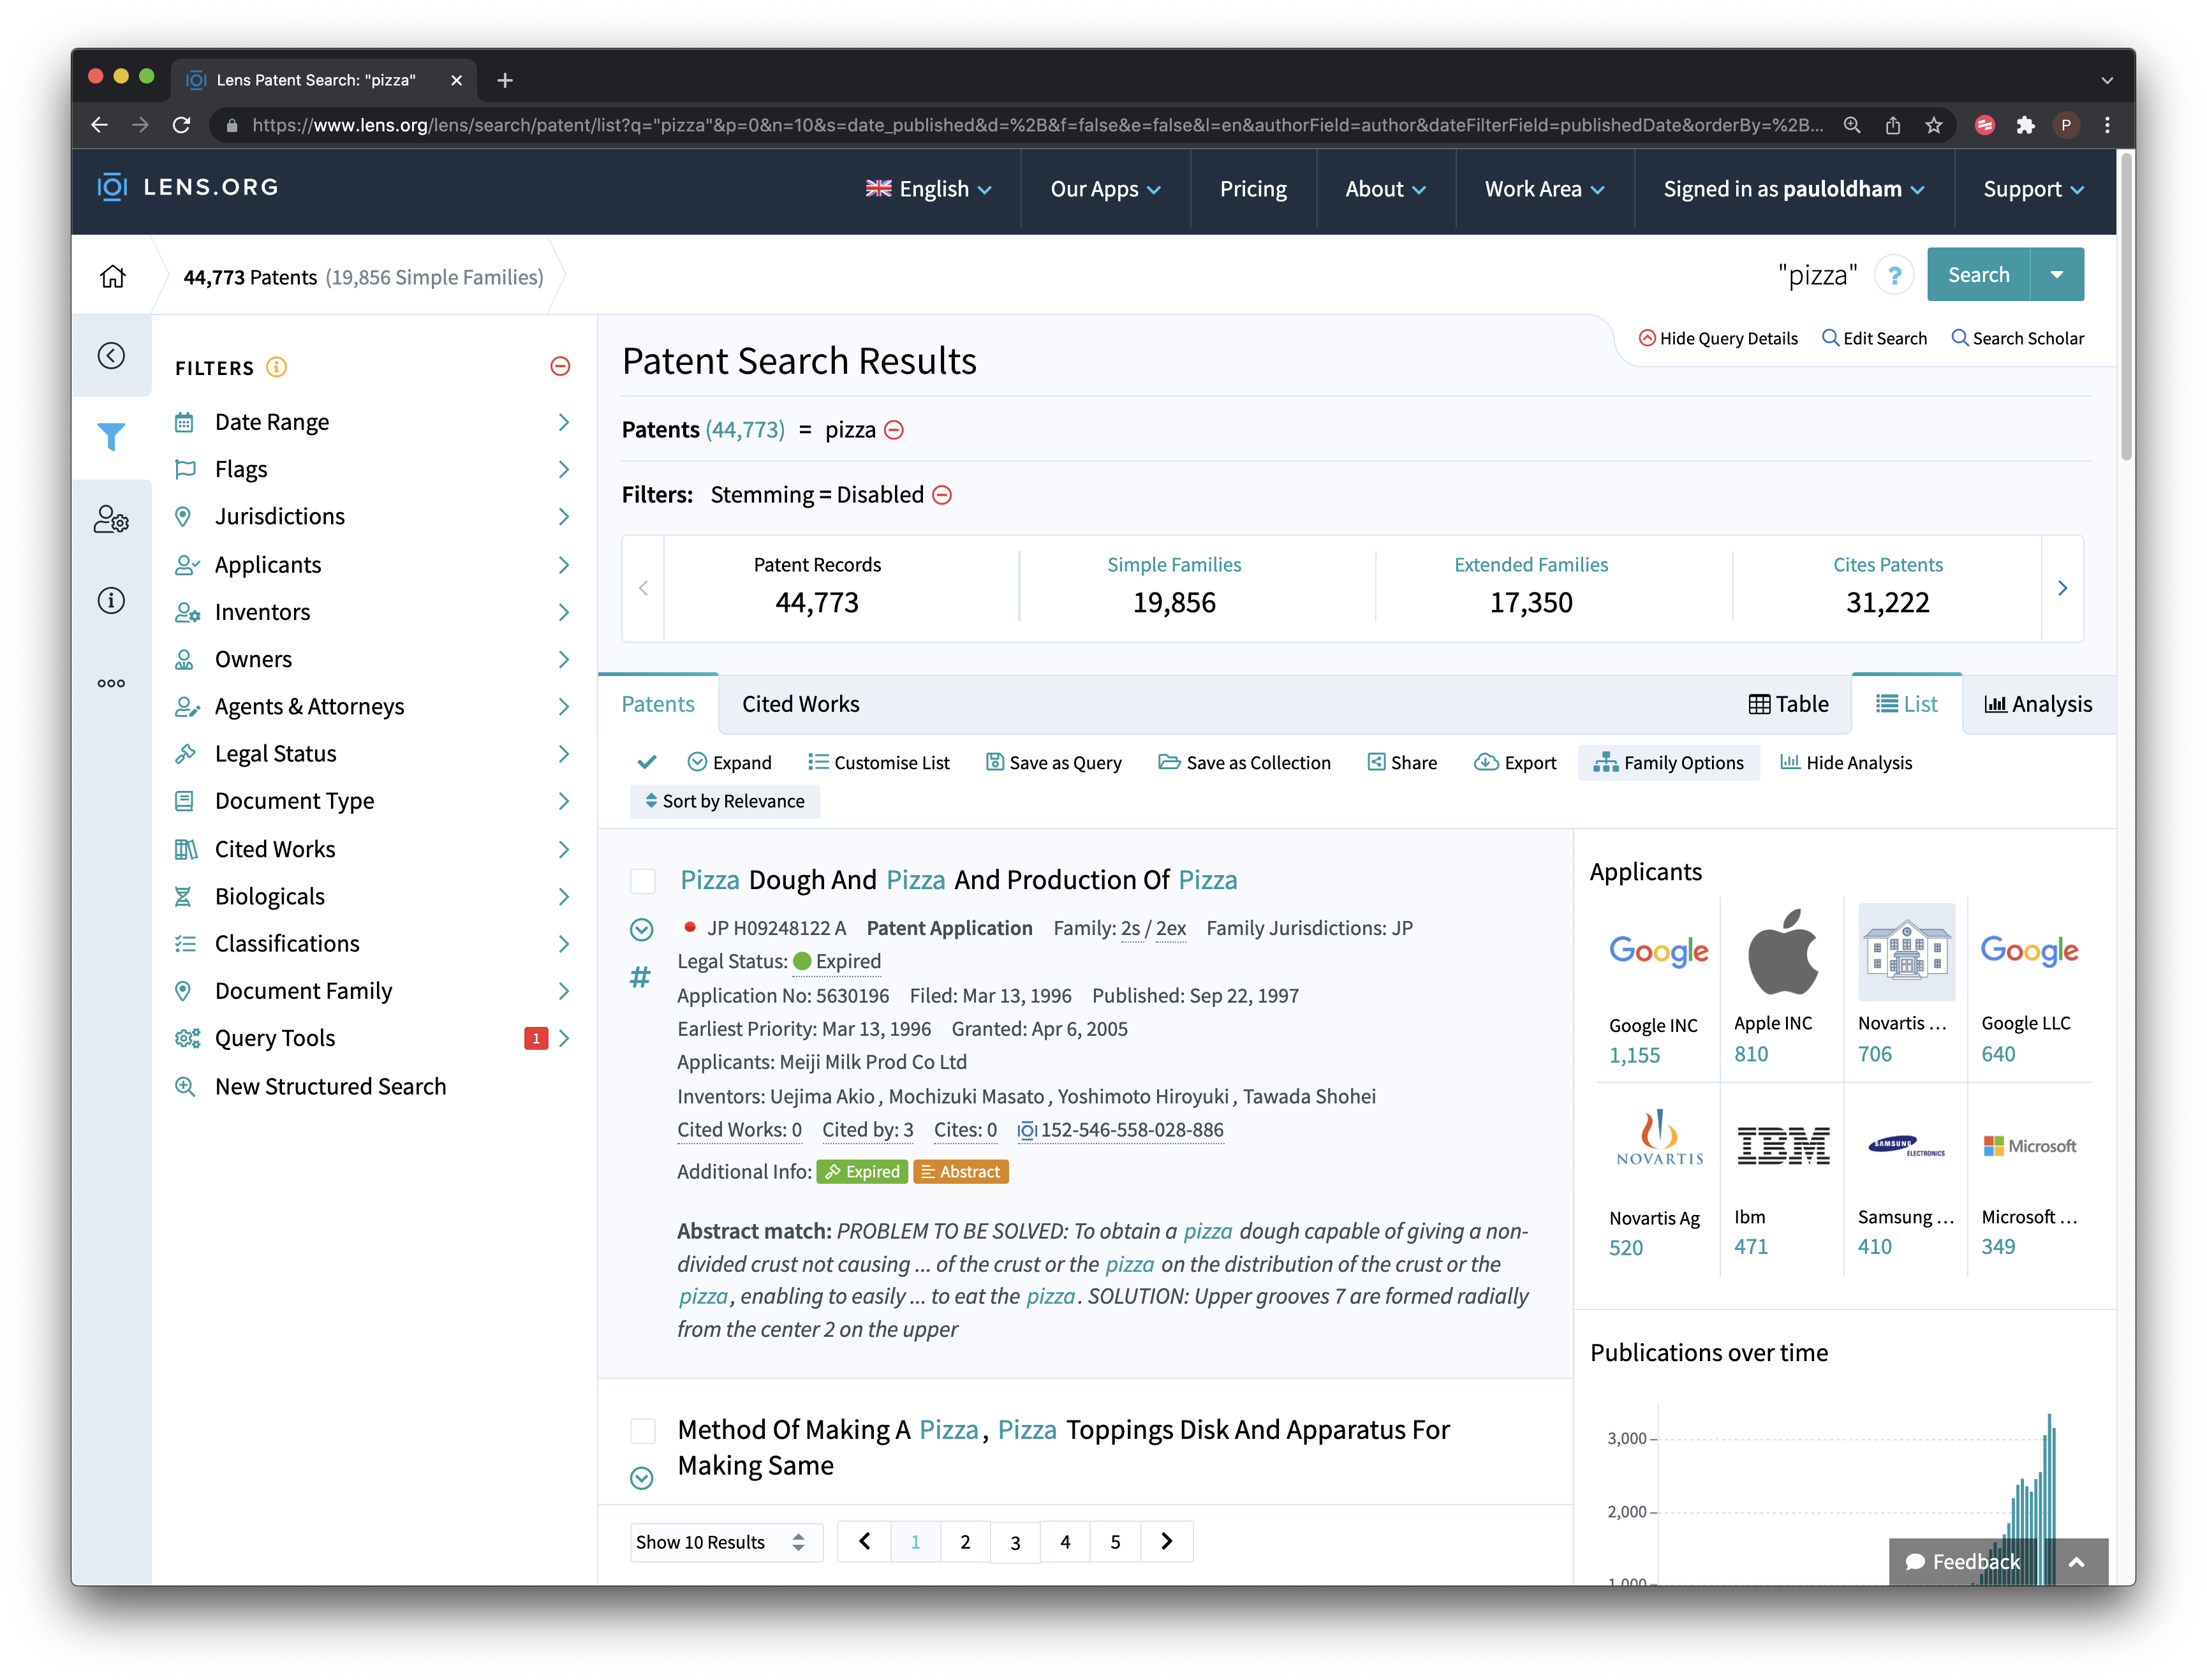 Lens Patent Search: "pizza"
https://www.lens.org/lens/search/patent/list?q="pizza"&p=0&n=10&s=date_published&d=%2B&f=false&e=false&l=en&authorField=author&dateFilterField=publishedDate&orderBy=%2B...
P
LENS.ORG
English
Our Apps
Pricing
About
Work Area
Signed in as pauloldham
Support
44,773 Patents (19,856 Simple Families)
"pizza"
?
Search
Hide Query Details
Edit Search
Search Scholar
FILTERS
Date Range
Flags
Jurisdictions
Applicants
Inventors
Owners
Agents & Attorneys
Legal Status
Document Type
Cited Works
Biologicals
Classifications
Document Family
Query Tools 1
New Structured Search
Patent Search Results
Patents (44,773) = pizza
Filters: Stemming = Disabled
Patent Records
44,773
Simple Families
19,856
Extended Families
17,350
Cites Patents
31,222
Patents
Cited Works
Table
List
Analysis
Expand
Customise List
Save as Query
Save as Collection
Share
Export
Family Options
Hide Analysis
Sort by Relevance
Pizza Dough And Pizza And Production Of Pizza
JP H09248122 A Patent Application Family: 2s / 2ex Family Jurisdictions: JP
Legal Status: Expired
#
Application No: 5630196 Filed: Mar 13, 1996 Published: Sep 22, 1997
Earliest Priority: Mar 13, 1996 Granted: Apr 6, 2005
Applicants: Meiji Milk Prod Co Ltd
Inventors: Uejima Akio , Mochizuki Masato , Yoshimoto Hiroyuki , Tawada Shohei
Cited Works: 0 Cited by: 3 Cites: 0 152-546-558-028-886
Additional Info: Expired Abstract
Abstract match: PROBLEM TO BE SOLVED: To obtain a pizza dough capable of giving a non-
divided crust not causing ... of the crust or the pizza on the distribution of the crust or the
pizza, enabling to easily ... to eat the pizza. SOLUTION: Upper grooves 7 are formed radially
from the center 2 on the upper
Method Of Making A Pizza, Pizza Toppings Disk And Apparatus For
Making Same
Show 10 Results
1
2
3
4
5
Applicants
Google
Google INC
1,155
Apple INC
810
Novartis ...
706
Google
Google LLC
640
NOVARTIS
Novartis Ag
520
IBM
Ibm
471
SAMSUNG
ELECTRONICS
Samsung ...
410
Microsoft
Microsoft ...
349
Publications over time
3,000
2,000
1,000
Feedback